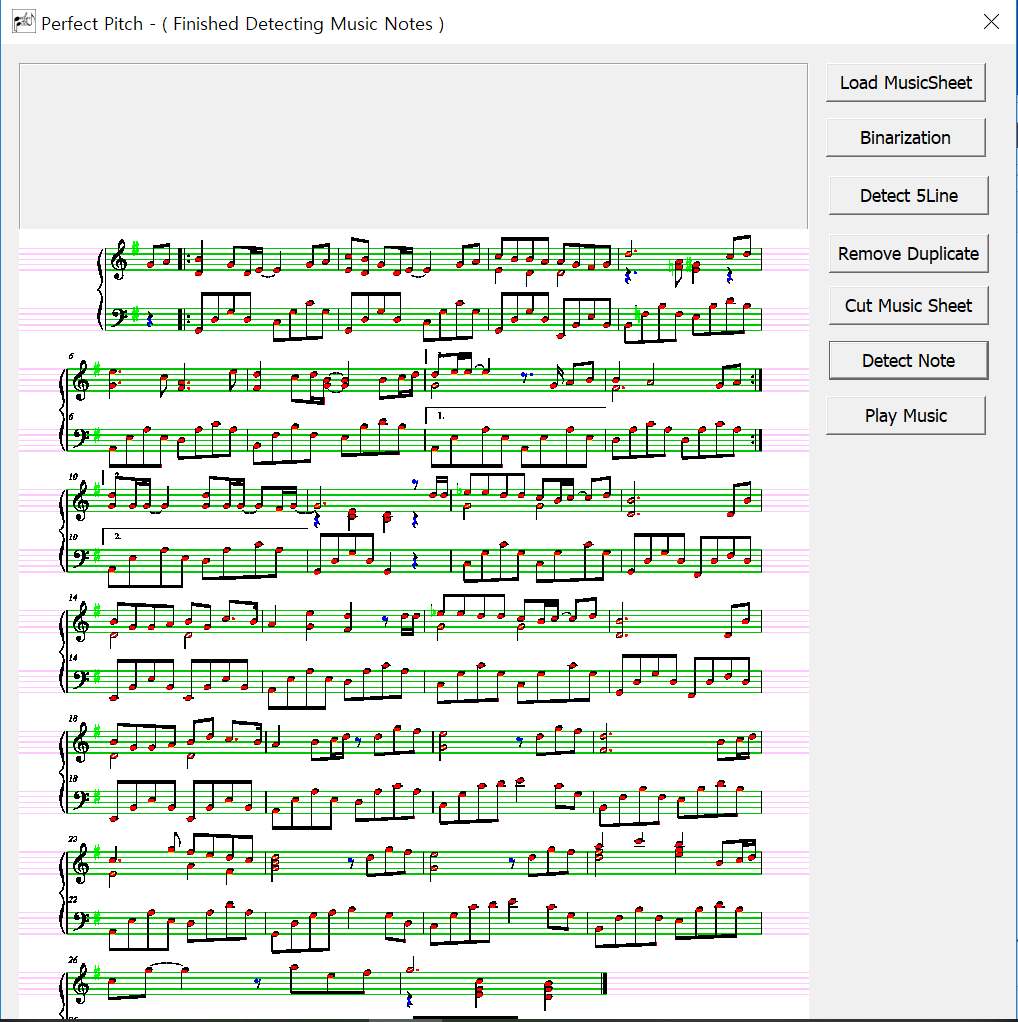 Perfect Pitch - ( Finished Detecting Music Notes )
Load MusicSheet
Binarization
Detect 5Line
Remove Duplicate
Cut Music Sheet
Detect Note
Play Music
6
6
1.
10
2.
10
2.
14
14
18
18
23
22
26